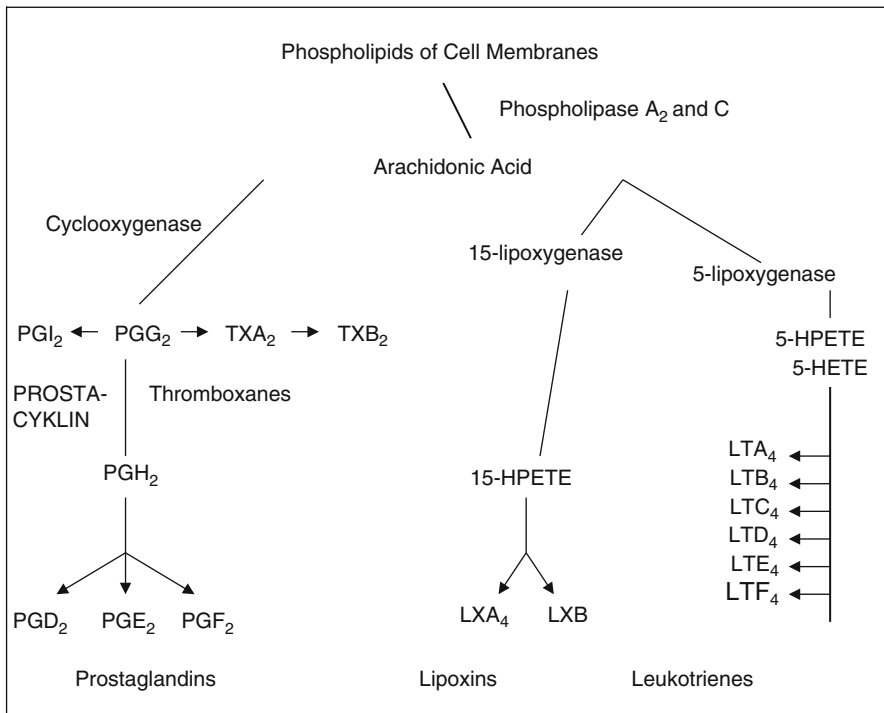 Phospholipids of Cell Membranes
Phospholipase A₂ and C
Arachidonic Acid
Cyclooxygenase
15-lipoxygenase
5-lipoxygenase
PGI₂ PGG₂ TXA₂ TXB₂
5-HPETE
5-HETE
PROSTA-
CYKLIN
Thromboxanes
LTA₄
PGH₂
15-HPETE
LTB₄
LTC₄
LTD₄
LTE₄
LTF₄
PGD₂ PGE₂ PGF₂
LXA₄ LXB
Prostaglandins
Lipoxins
Leukotrienes